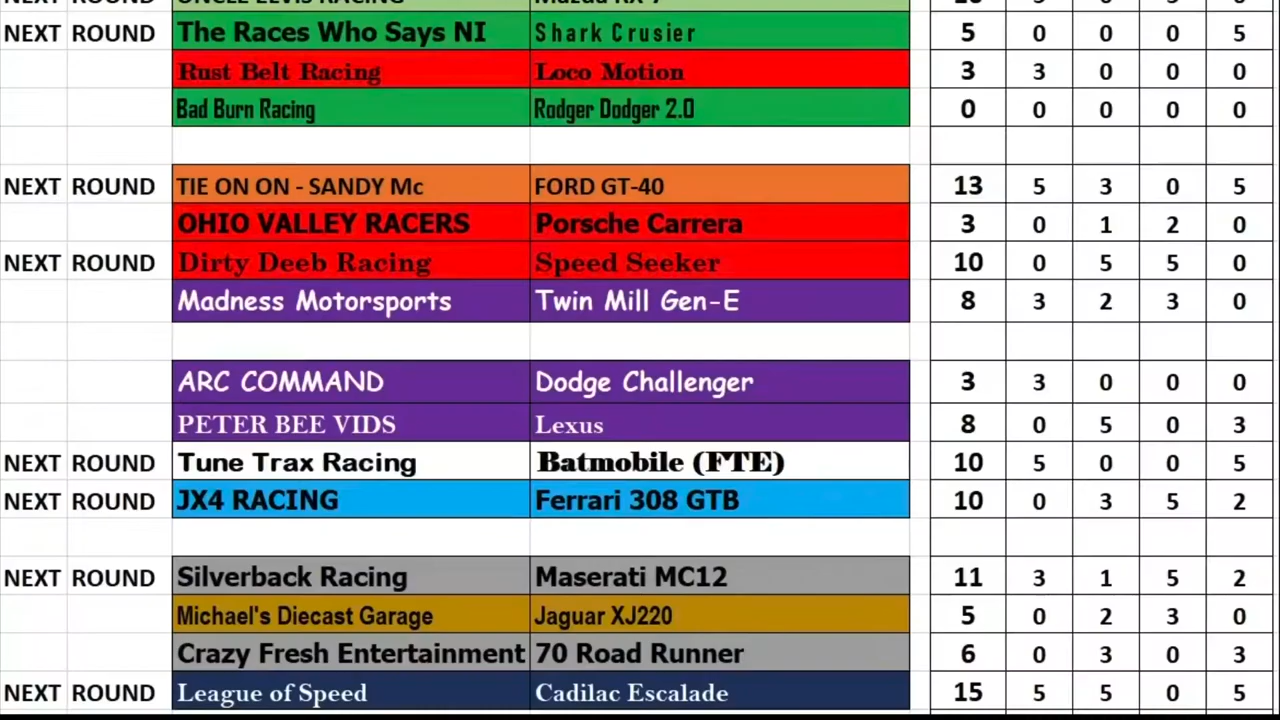 UNCLE ELVIS RACING Mazda RX-7
NEXT ROUND The Races Who Says NI Shark Crusier 5 0 0 0 5
Rust Belt Racing Loco Motion 3 3 0 0 0
Bad Burn Racing Rodger Dodger 2.0 0 0 0 0 0
NEXT ROUND TIE ON ON - SANDY Mc FORD GT-40 13 5 3 0 5
OHIO VALLEY RACERS Porsche Carrera 3 0 1 2 0
NEXT ROUND Dirty Deeb Racing Speed Seeker 10 0 5 5 0
Madness Motorsports Twin Mill Gen-E 8 3 2 3 0
ARC COMMAND Dodge Challenger 3 3 0 0 0
PETER BEE VIDS Lexus 8 0 5 0 3
NEXT ROUND Tune Trax Racing Batmobile (FTE) 10 5 0 0 5
NEXT ROUND JX4 RACING Ferrari 308 GTB 10 0 3 5 2
NEXT ROUND Silverback Racing Maserati MC12 11 3 1 5 2
Michael's Diecast Garage Jaguar XJ220 5 0 2 3 0
Crazy Fresh Entertainment 70 Road Runner 6 0 3 0 3
NEXT ROUND League of Speed Cadilac Escalade 15 5 5 0 5